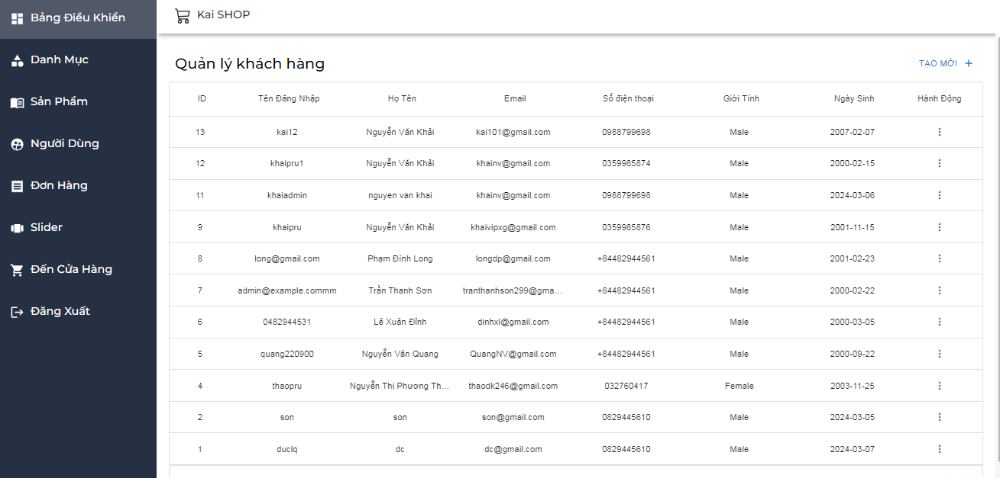 Bảng Điều Khiển
Danh Mục
Sản Phẩm
Người Dùng
Đơn Hàng
Slider
Đến Cửa Hàng
Đăng Xuất
Kai SHOP
Quản lý khách hàng
TẠO MỚI +
ID Tên Đăng Nhập Họ Tên Email Số điện thoại Giới Tính Ngày Sinh Hành Động
13 kai12 Nguyễn Văn Khải kai101@gmail.com 0988799698 Male 2007-02-07
12 khaipru1 Nguyễn Văn Khải khainv@gmail.com 0359985874 Male 2000-02-15
11 khaiadmin nguyen van khai khainv@gmail.com 0988799698 Male 2024-03-06
9 khaipru Nguyễn Văn Khải khaivipxg@gmail.com 0359985876 Male 2001-11-15
8 long@gmail.com Phạm Đình Long longdp@gmail.com +84482944561 Male 2001-02-23
7 admin@example.commm Trần Thanh Sơn tranthanhson299@gma... +84482944561 Male 2000-02-22
6 0482944531 Lê Xuân Đỉnh dinhxl@gmail.com +84482944561 Male 2000-03-05
5 quang220900 Nguyễn Văn Quang QuangNV@gmail.com +84482944561 Male 2000-09-22
4 thaopru Nguyễn Thị Phương Th... thaodk246@gmail.com 032760417 Female 2003-11-25
2 son son son@gmail.com 0829445610 Male 2024-03-05
1 duclq dc dc@gmail.com 0829445610 Male 2024-03-07